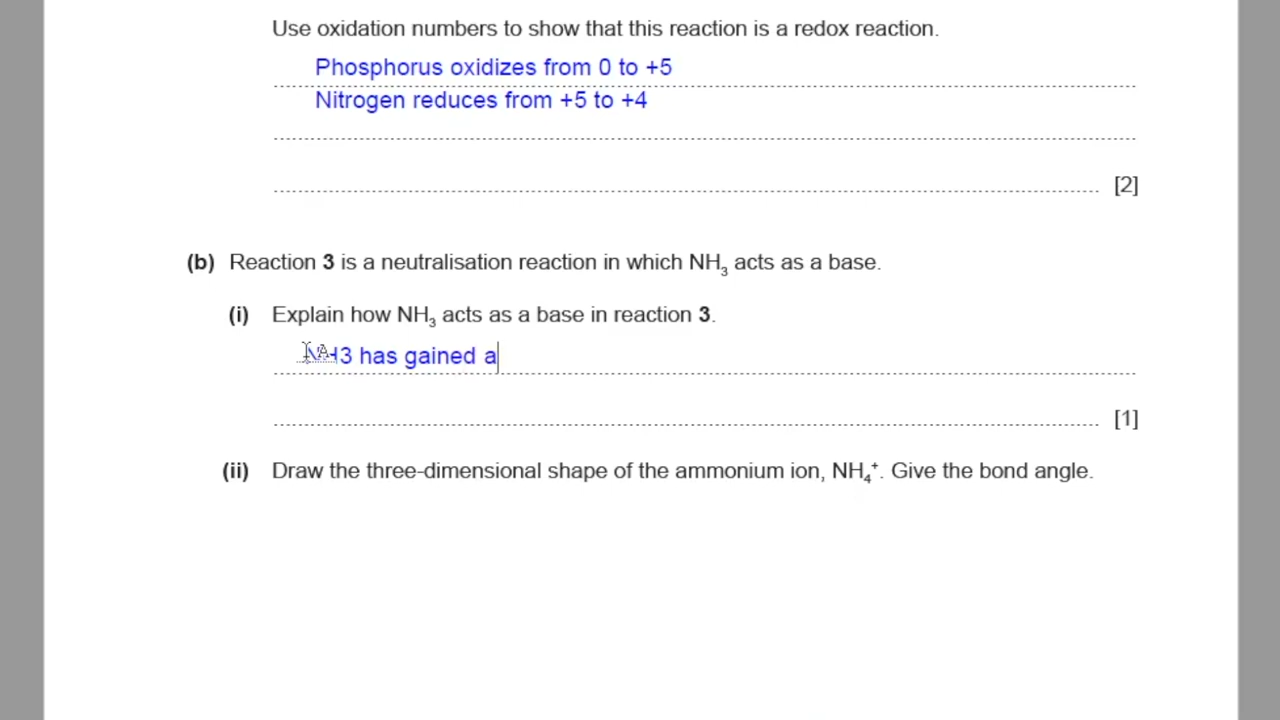 Use oxidation numbers to show that this reaction is a redox reaction.
Phosphorus oxidizes from 0 to +5
Nitrogen reduces from +5 to +4
[2]
(b) Reaction 3 is a neutralisation reaction in which NH₃ acts as a base.
(i) Explain how NH₃ acts as a base in reaction 3.
NH3 has gained a
[1]
(ii) Draw the three-dimensional shape of the ammonium ion, NH₄⁺. Give the bond angle.